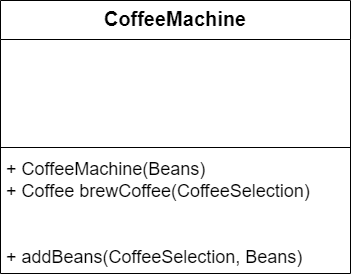 CoffeeMachine
+ CoffeeMachine(Beans)
+ Coffee brewCoffee(CoffeeSelection)
+ addBeans(CoffeeSelection, Beans)